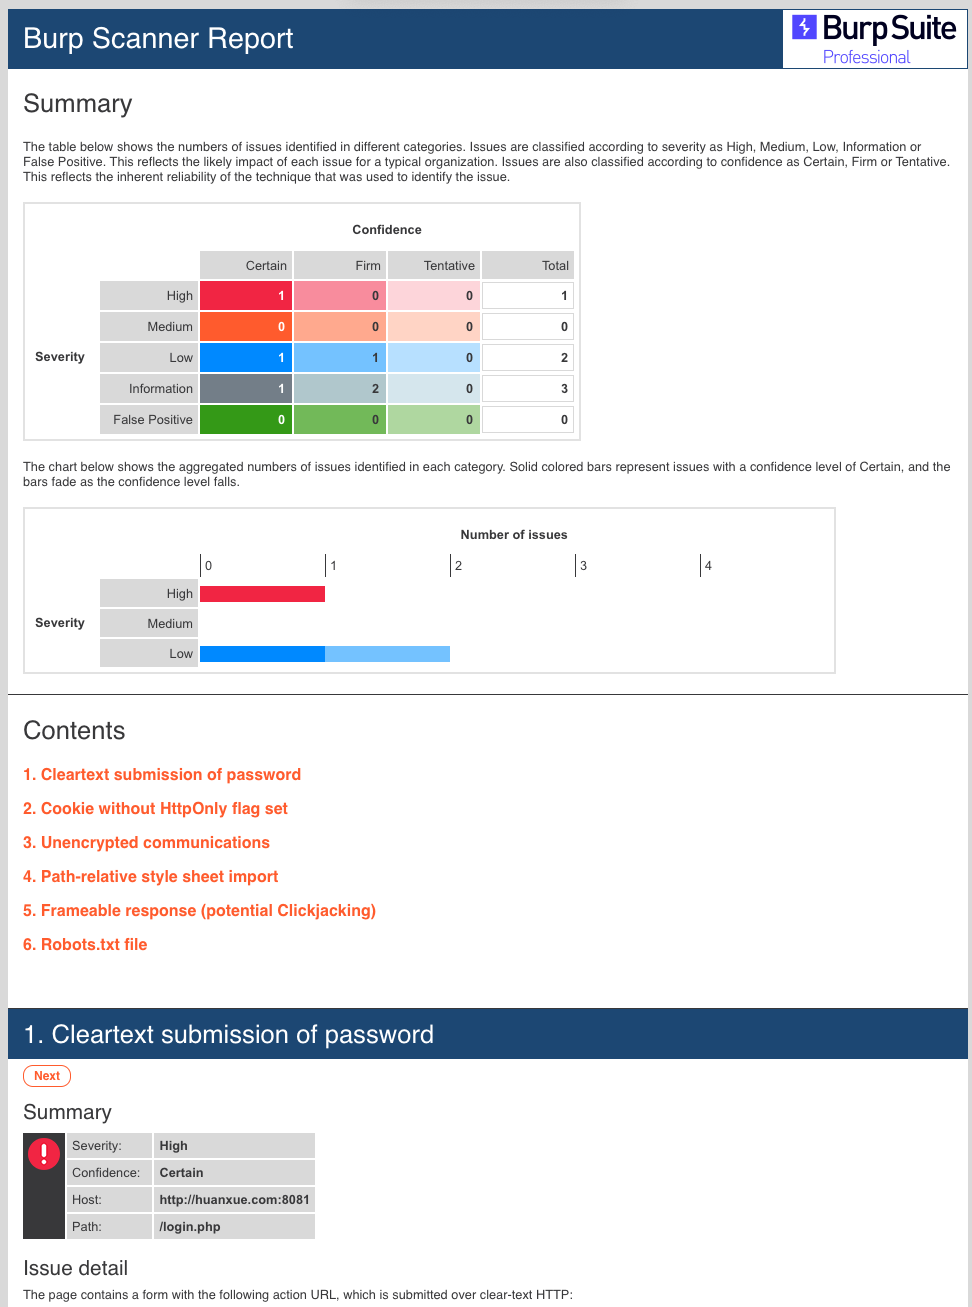 Burp Scanner Report
BurpSuite
Professional
Summary
The table below shows the numbers of issues identified in different categories. Issues are classified according to severity as High, Medium, Low, Information or
False Positive. This reflects the likely impact of each issue for a typical organization. Issues are also classified according to confidence as Certain, Firm or Tentative.
This reflects the inherent reliability of the technique that was used to identify the issue.
Confidence
Certain Firm Tentative Total
High 1 0 0 1
Medium 0 0 0 0
Severity Low 1 1 0 2
Information 1 2 0 3
False Positive 0 0 0 0
The chart below shows the aggregated numbers of issues identified in each category. Solid colored bars represent issues with a confidence level of Certain, and the
bars fade as the confidence level falls.
Number of issues
0 1 2 3 4
High
Severity Medium
Low
Contents
1. Cleartext submission of password
2. Cookie without HttpOnly flag set
3. Unencrypted communications
4. Path-relative style sheet import
5. Frameable response (potential Clickjacking)
6. Robots.txt file
1. Cleartext submission of password
Next
Summary
Severity: High
Confidence: Certain
Host: http://huanxue.com:8081
Path: /login.php
Issue detail
The page contains a form with the following action URL, which is submitted over clear-text HTTP: